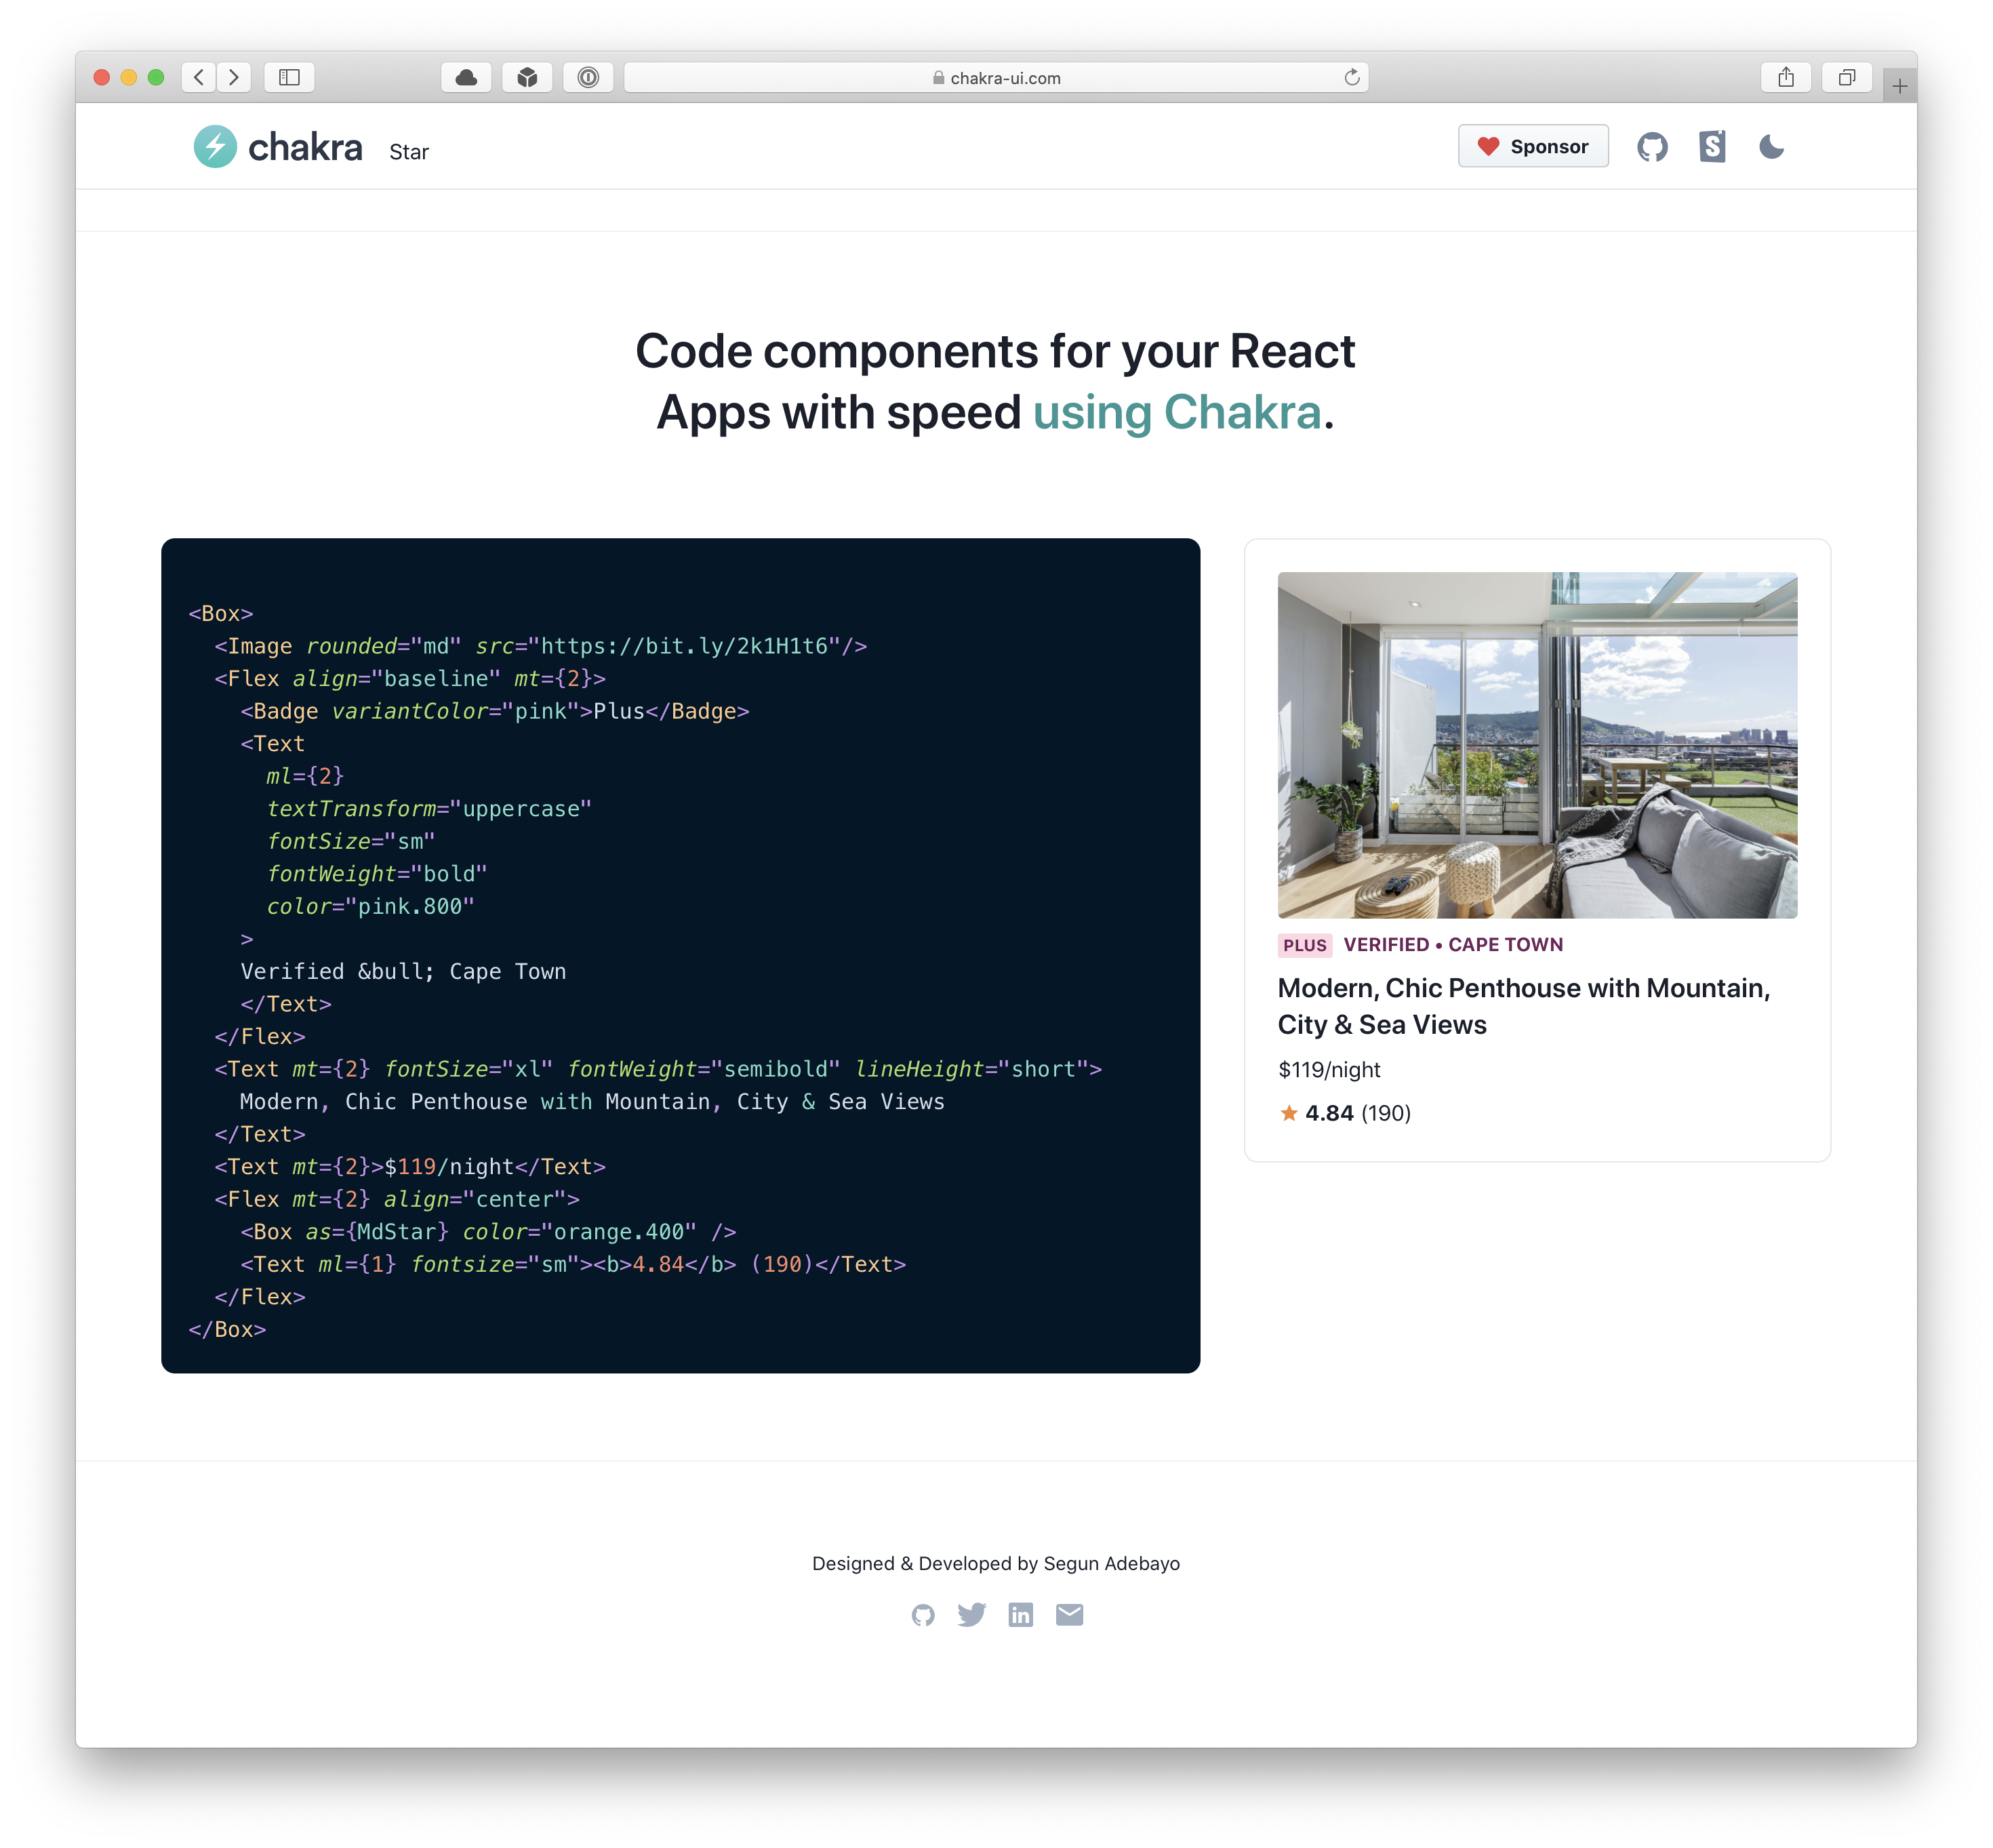 chakra-ui.com
chakra Star
Sponsor
S
Code components for your React
Apps with speed using Chakra.
<Box>
<Image rounded="md" src="https://bit.ly/2k1H1t6"/>
<Flex align="baseline" mt={2}>
<Badge variantColor="pink">Plus</Badge>
<Text
ml={2}
textTransform="uppercase"
fontSize="sm"
fontWeight="bold"
color="pink.800"
>
Verified &bull; Cape Town
</Text>
</Flex>
<Text mt={2} fontSize="xl" fontWeight="semibold" lineHeight="short">
Modern, Chic Penthouse with Mountain, City & Sea Views
</Text>
<Text mt={2}>$119/night</Text>
<Flex mt={2} align="center">
<Box as={MdStar} color="orange.400" />
<Text ml={1} fontsize="sm"><b>4.84</b> (190)</Text>
</Flex>
</Box>
PLUS VERIFIED • CAPE TOWN
Modern, Chic Penthouse with Mountain,
City & Sea Views
$119/night
4.84 (190)
Designed & Developed by Segun Adebayo
in